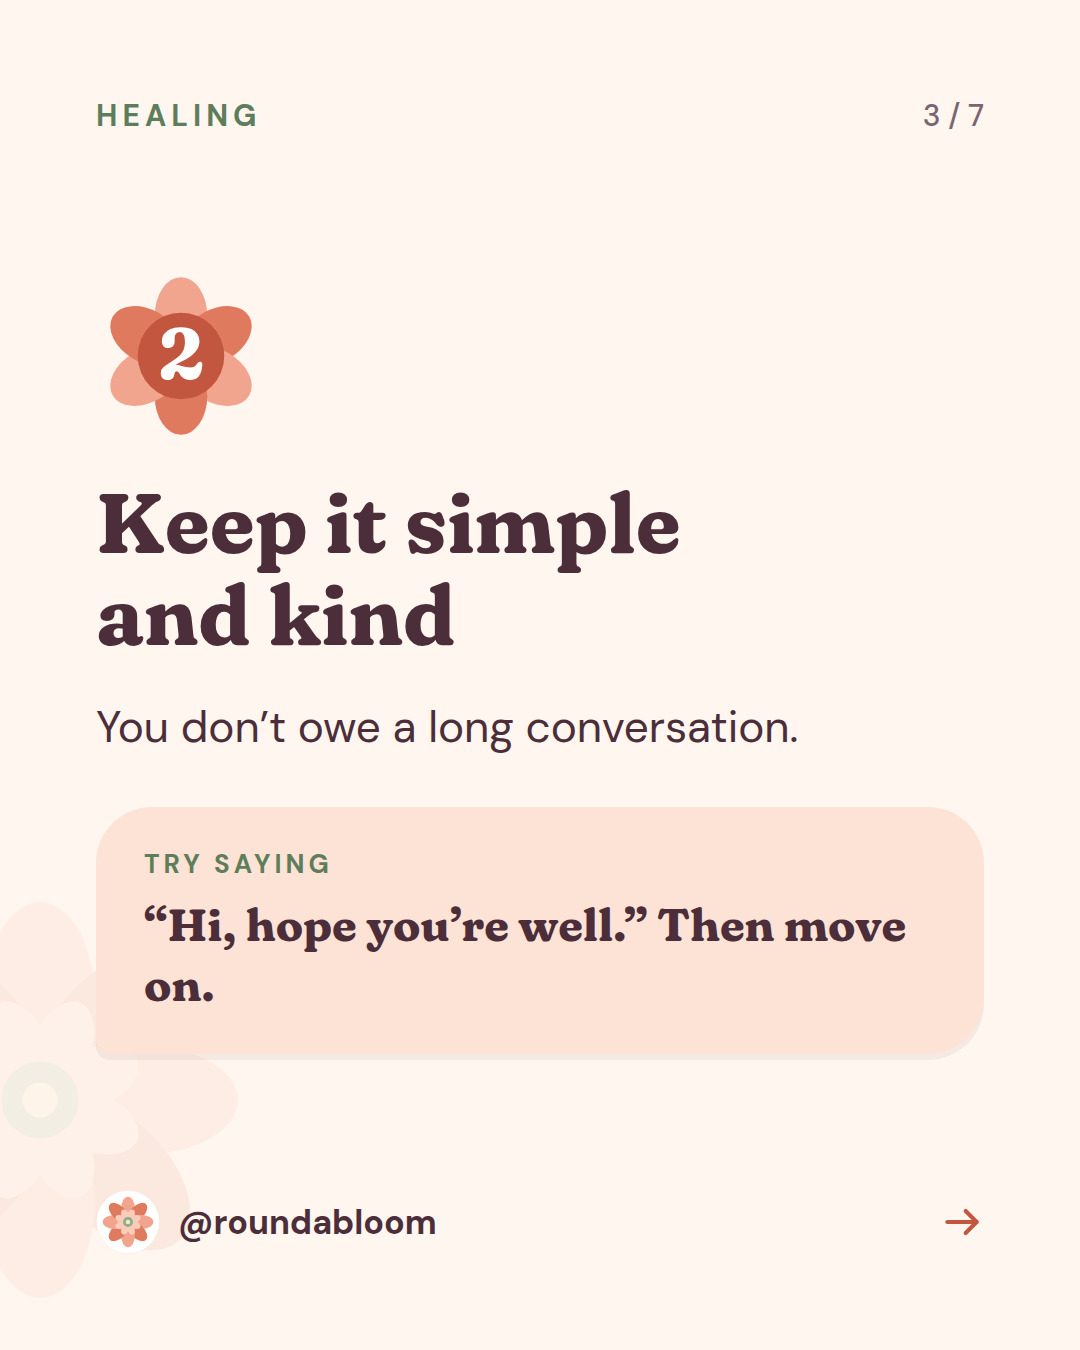 HEALING
3 / 7
2
Keep it simple
and kind
You don’t owe a long conversation.
TRY SAYING
“Hi, hope you’re well.” Then move
on.
@roundabloom